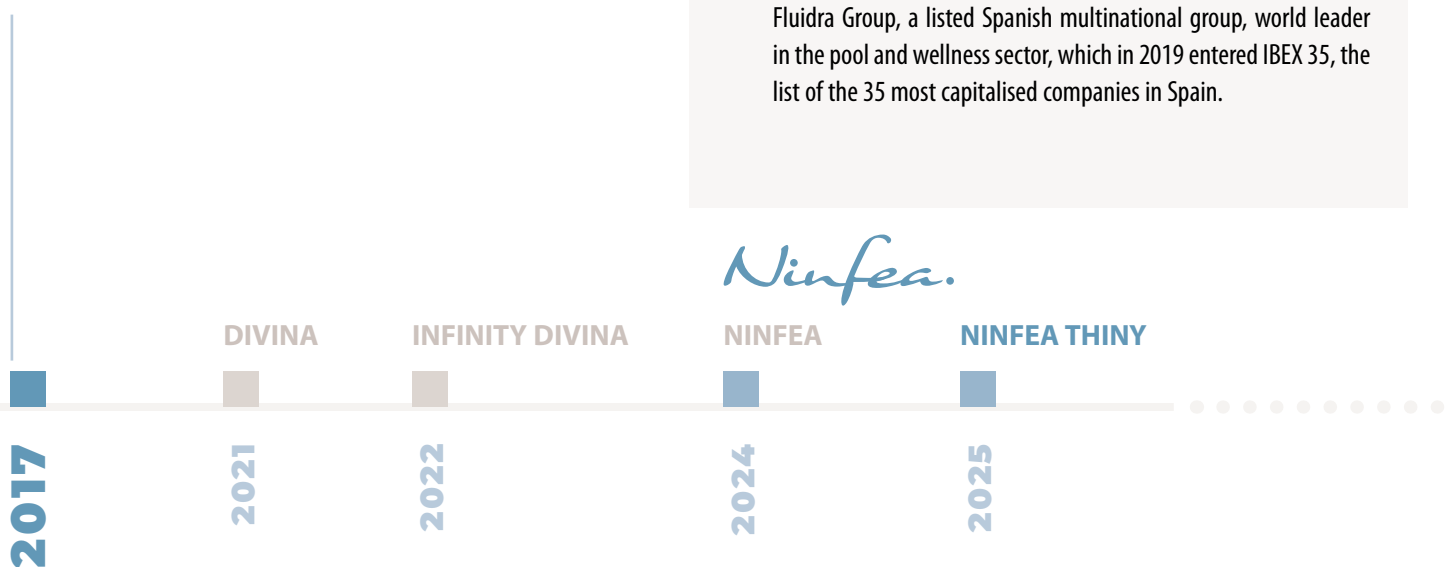 Fluidra Group, a listed Spanish multinational group, world leader
in the pool and wellness sector, which in 2019 entered IBEX 35, the
list of the 35 most capitalised companies in Spain.
Ninfea.
DIVINA
INFINITY DIVINA
NINFEA
NINFEA THINY
2017
2021
2022
2024
2025